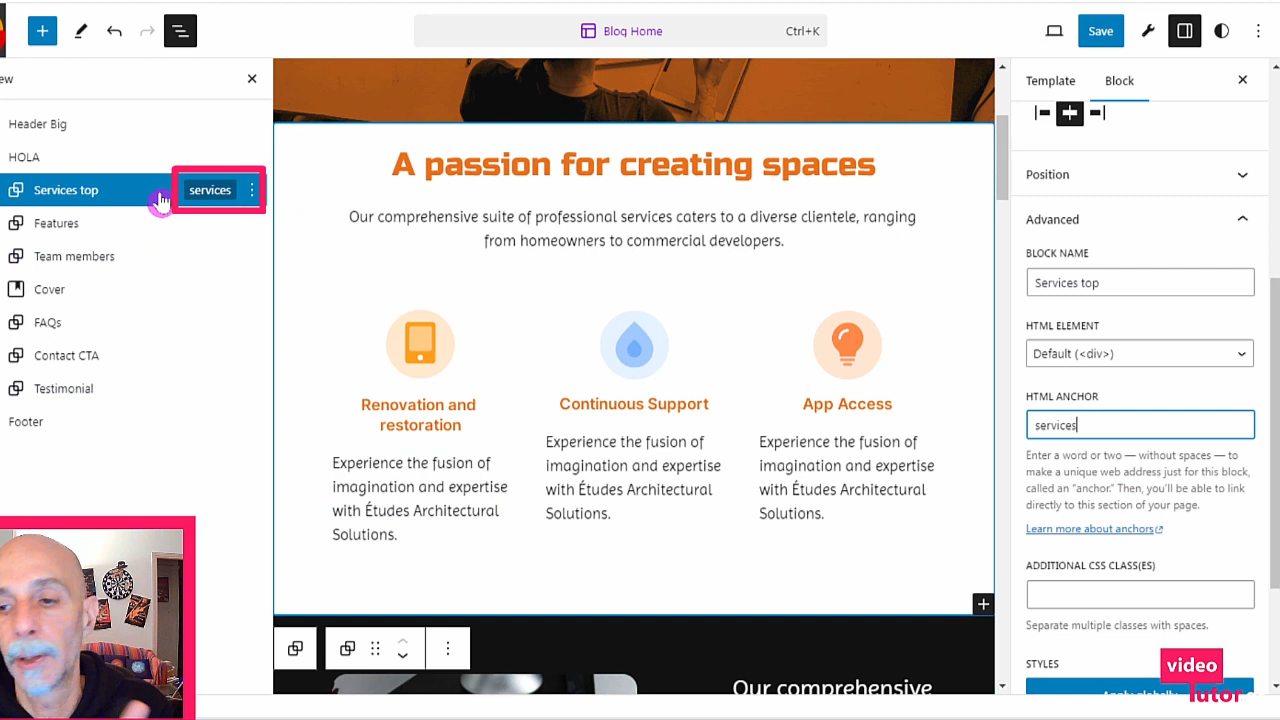 Bloq Home
Ctrl+K
Save
ew
Header Big
HOLA
Services top
services
Features
Team members
Cover
FAQs
Contact CTA
Testimonial
Footer
A passion for creating spaces
Our comprehensive suite of professional services caters to a diverse clientele, ranging
from homeowners to commercial developers.
Renovation and
restoration
Experience the fusion of
imagination and expertise
with Études Architectural
Solutions.
Continuous Support
Experience the fusion of
imagination and expertise
with Études Architectural
Solutions.
App Access
Experience the fusion of
imagination and expertise
with Études Architectural
Solutions.
Our comprehensive
Template
Block
Position
Advanced
BLOCK NAME
Services top
HTML ELEMENT
Default (<div>)
HTML ANCHOR
services
Enter a word or two — without spaces — to
make a unique web address just for this block,
called an “anchor.” Then, you’ll be able to link
directly to this section of your page.
Learn more about anchors
ADDITIONAL CSS CLASS(ES)
Separate multiple classes with spaces.
STYLES
Apply globally
video
Tutor